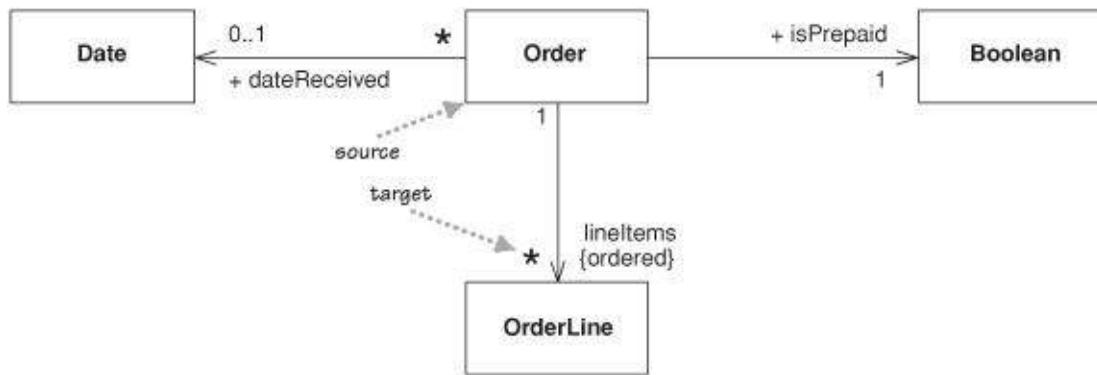 0..1
*
+ isPrepaid
Date
Order
Boolean
+ dateReceived
1
1
source
target
lineItems
*
{ordered}
OrderLine